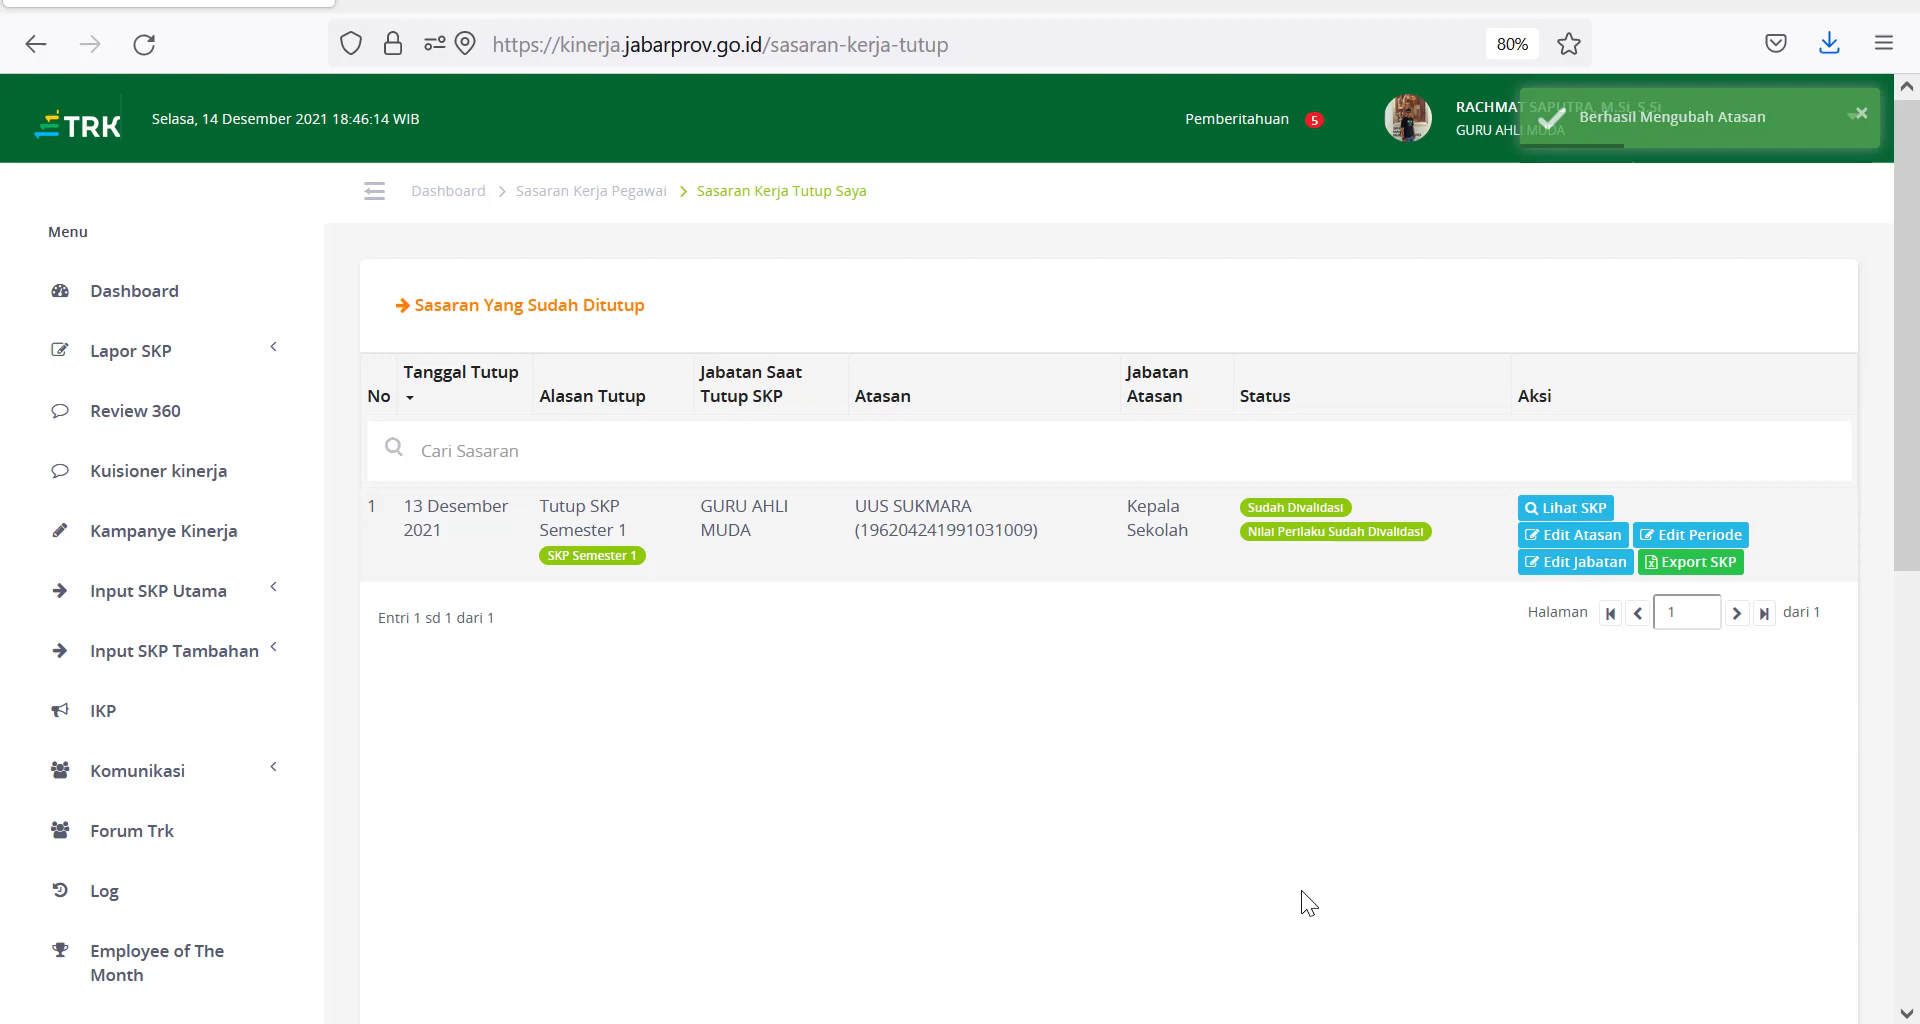 https://kinerja.jabarprov.go.id/sasaran-kerja-tutup
80%
TRK
Selasa, 14 Desember 2021 18:46:14 WIB
Pemberitahuan 5
RACHMAT SAPUTRA, M.Si, S.Si
GURU AHLI MUDA
Berhasil Mengubah Atasan
Dashboard > Sasaran Kerja Pegawai > Sasaran Kerja Tutup Saya
Menu
Dashboard
Lapor SKP
Review 360
Kuisioner kinerja
Kampanye Kinerja
Input SKP Utama
Input SKP Tambahan
IKP
Komunikasi
Forum Trk
Log
Employee of The
Month
Sasaran Yang Sudah Ditutup
No
Tanggal Tutup
Alasan Tutup
Jabatan Saat
Tutup SKP
Atasan
Jabatan
Atasan
Status
Aksi
Cari Sasaran
1
13 Desember
2021
Tutup SKP
Semester 1
SKP Semester 1
GURU AHLI
MUDA
UUS SUKMARA
(196204241991031009)
Kepala
Sekolah
Sudah Divalidasi
Nilai Perilaku Sudah Divalidasi
Lihat SKP
Edit Atasan Edit Periode
Edit Jabatan Export SKP
Entri 1 sd 1 dari 1
Halaman 1 dari 1